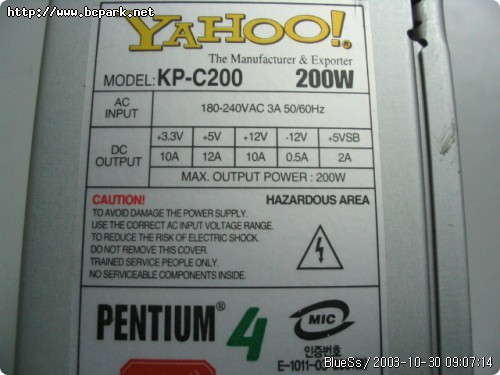 http://www.bcpark.net
YAHOO!®
The Manufacturer & Exporter
MODEL: KP-C200 200W
AC INPUT 180-240VAC 3A 50/60Hz
DC OUTPUT +3.3V +5V +12V -12V +5VSB
10A 12A 10A 0.5A 2A
MAX. OUTPUT POWER : 200W
CAUTION! HAZARDOUS AREA
TO AVOID DAMAGE THE POWER SUPPLY.
USE THE CORRECT AC INPUT VOLTAGE RANGE.
TO REDUCE THE RISK OF ELECTRIC SHOCK.
DO NOT REMOVE THIS COVER.
TRAINED SERVICE PEOPLE ONLY.
NO SERVICEABLE COMPONENTS INSIDE.
PENTIUM® 4
MIC
인증번호
BlueSs / 2003-10-30 09:07:14